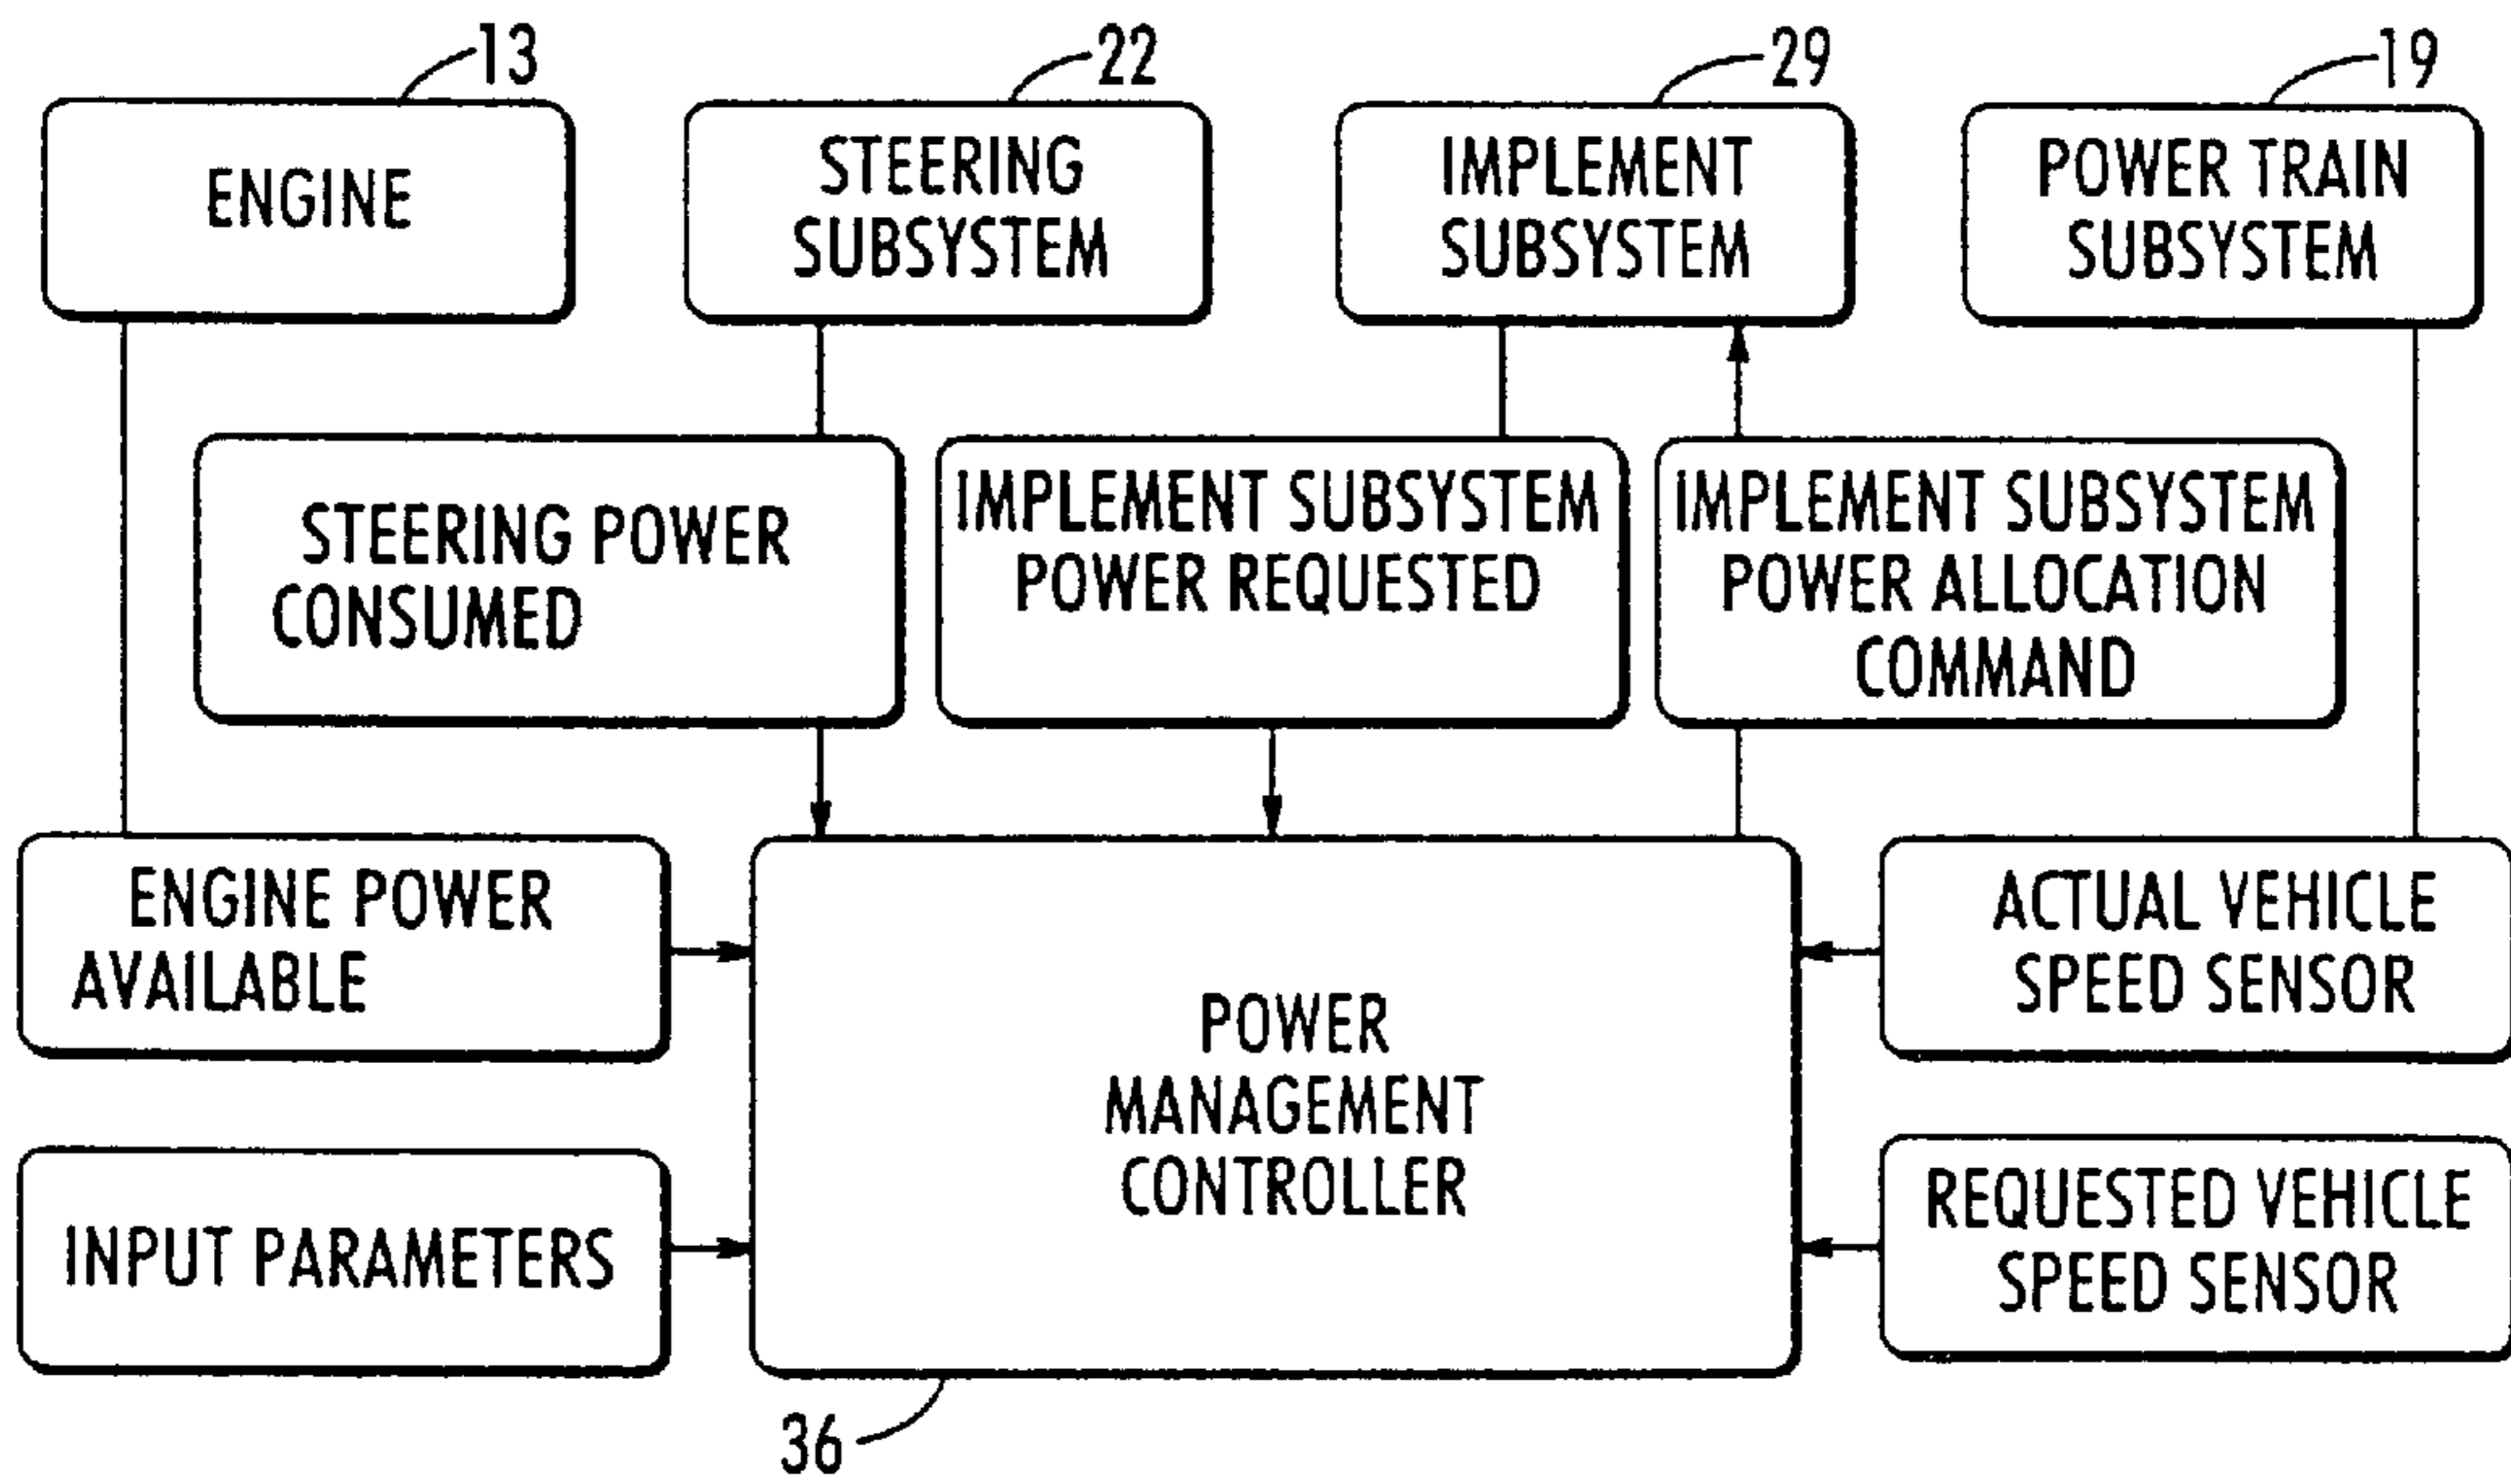 13
22
29
19
ENGINE
STEERING
SUBSYSTEM
IMPLEMENT
SUBSYSTEM
POWER TRAIN
SUBSYSTEM
STEERING POWER
CONSUMED
IMPLEMENT SUBSYSTEM
POWER REQUESTED
IMPLEMENT SUBSYSTEM
POWER ALLOCATION
COMMAND
ENGINE POWER
AVAILABLE
POWER
MANAGEMENT
CONTROLLER
ACTUAL VEHICLE
SPEED SENSOR
INPUT PARAMETERS
REQUESTED VEHICLE
SPEED SENSOR
36